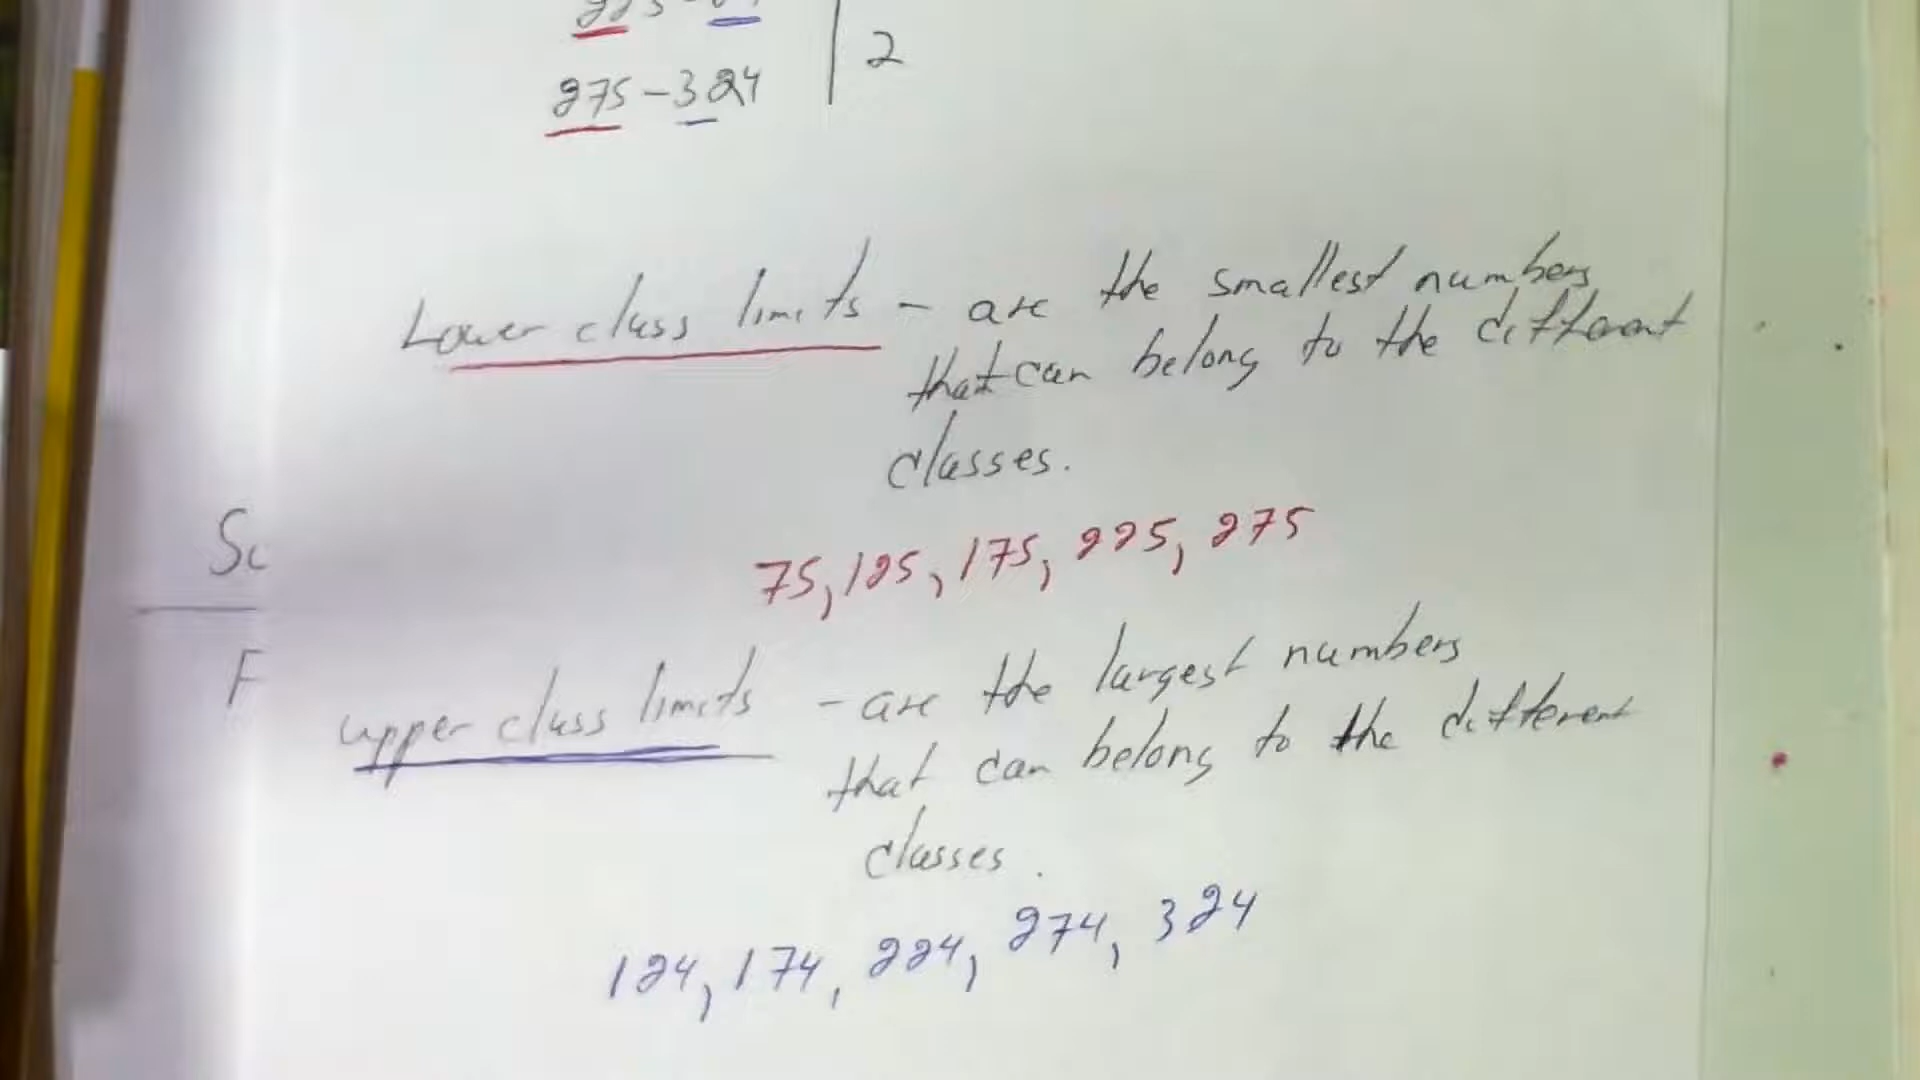 275-324 | 2
Lower class limits - are the smallest numbers
that can belong to the different
classes.
Sc
75, 125, 175, 225, 275
F
upper class limits - are the largest numbers
that can belong to the different
classes.
124, 174, 224, 274, 324